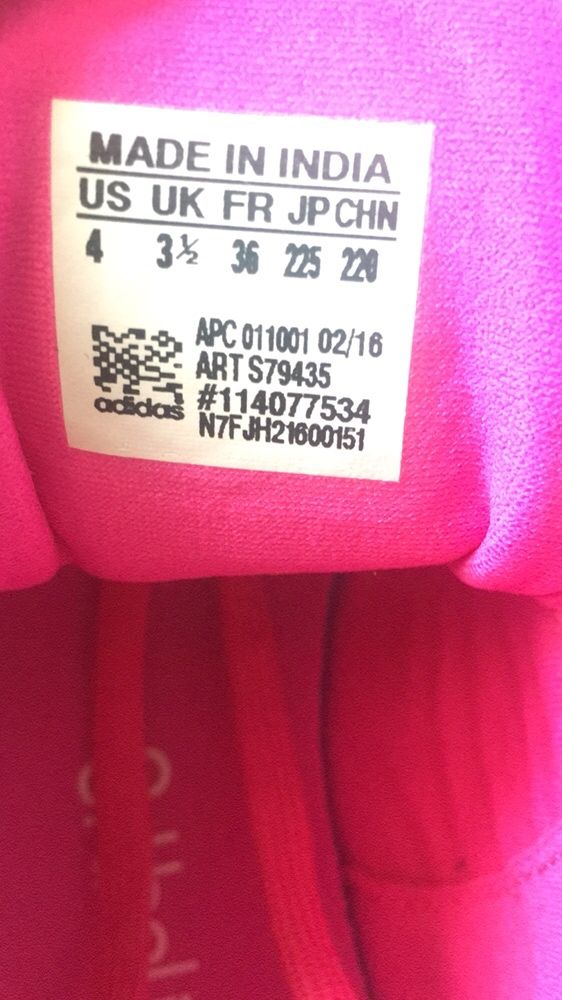 MADE IN INDIA
US UK FR JP CHN
4 3½ 36 225 220
APC 011001 02/16
ART S79435
#114077534
N7FJH21600151
adidas